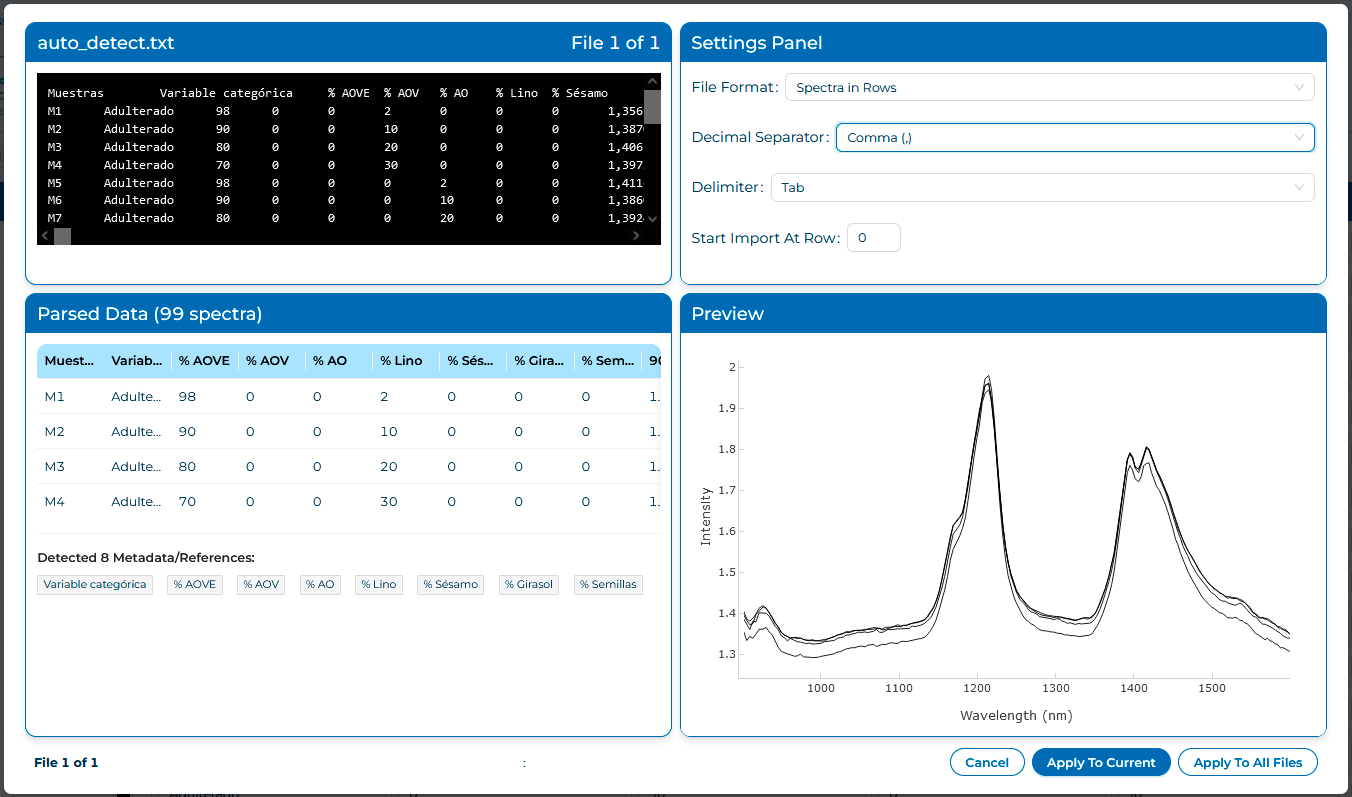 auto_detect.txt File 1 of 1
Muestras Variable categórica % AOVE % AOV % AO % Lino % Sésamo
M1 Adulterado 98 0 0 2 0 0 1,356
M2 Adulterado 90 0 0 10 0 0 1,387
M3 Adulterado 80 0 0 20 0 0 1,406
M4 Adulterado 70 0 0 30 0 0 1,397
M5 Adulterado 98 0 0 0 2 0 1,411
M6 Adulterado 90 0 0 0 10 0 1,386
M7 Adulterado 80 0 0 0 20 0 1,392
Settings Panel
File Format: Spectra in Rows
Decimal Separator: Comma (,)
Delimiter: Tab
Start Import At Row: 0
Parsed Data (99 spectra)
Muest... Variab... % AOVE % AOV % AO % Lino % Sés... % Gira... % Sem... 90
M1 Adulte... 98 0 0 2 0 0 0 1.
M2 Adulte... 90 0 0 10 0 0 0 1.
M3 Adulte... 80 0 0 20 0 0 0 1.
M4 Adulte... 70 0 0 30 0 0 0 1.
Detected 8 Metadata/References:
Variable categórica % AOVE % AOV % AO % Lino % Sésamo % Girasol % Semillas
Preview
2
1.9
1.8
1.7
1.6
1.5
1.4
1.3
Intensity
1000 1100 1200 1300 1400 1500
Wavelength (nm)
File 1 of 1 : Cancel Apply To Current Apply To All Files